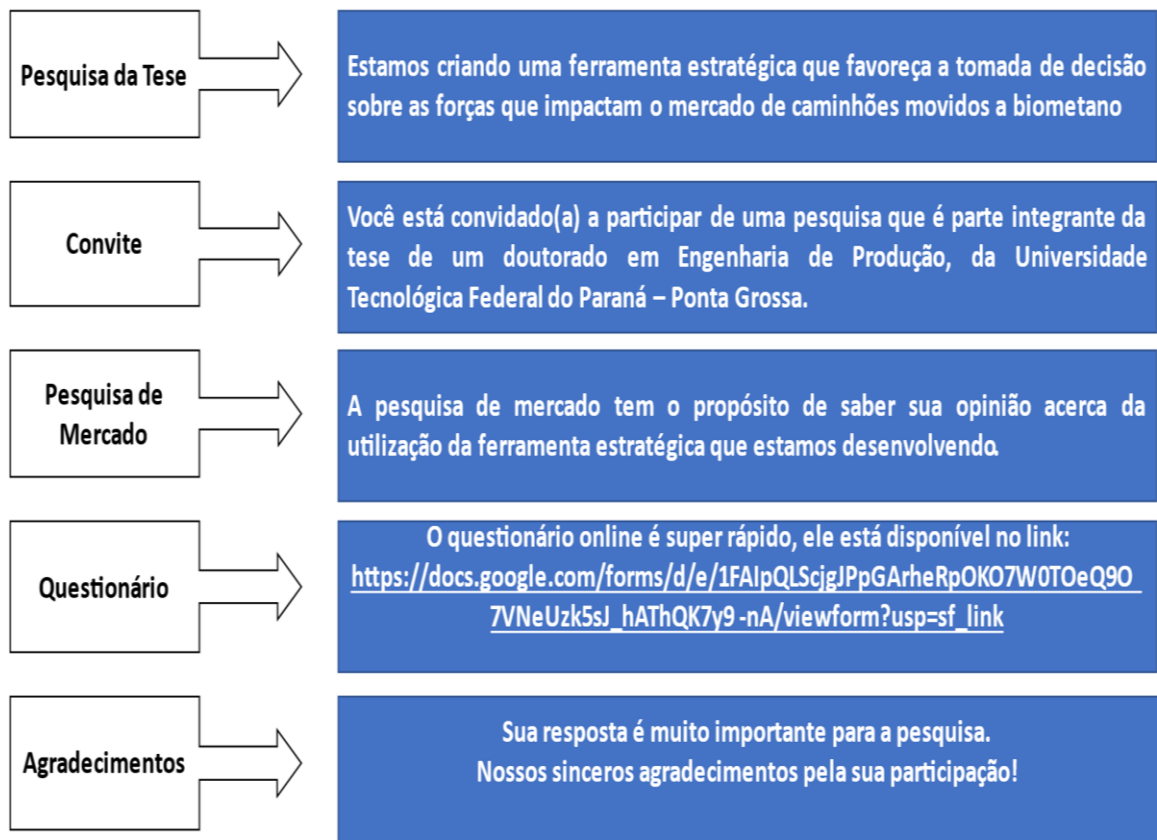 Pesquisa da Tese
Estamos criando uma ferramenta estratégica que favoreça a tomada de decisão
sobre as forças que impactam o mercado de caminhões movidos a biometano
Convite
Você está convidado(a) a participar de uma pesquisa que é parte integrante da
tese de um doutorado em Engenharia de Produção, da Universidade
Tecnológica Federal do Paraná – Ponta Grossa.
Pesquisa de
Mercado
A pesquisa de mercado tem o propósito de saber sua opinião acerca da
utilização da ferramenta estratégica que estamos desenvolvendo.
Questionário
O questionário online é super rápido, ele está disponível no link:
https://docs.google.com/forms/d/e/1FAIpQLScjgJPpGArheRpOKO7W0TOeQ9O
7VNeUzk5sJ_hAThQK7y9 -nA/viewform?usp=sf_link
Agradecimentos
Sua resposta é muito importante para a pesquisa.
Nossos sinceros agradecimentos pela sua participação!